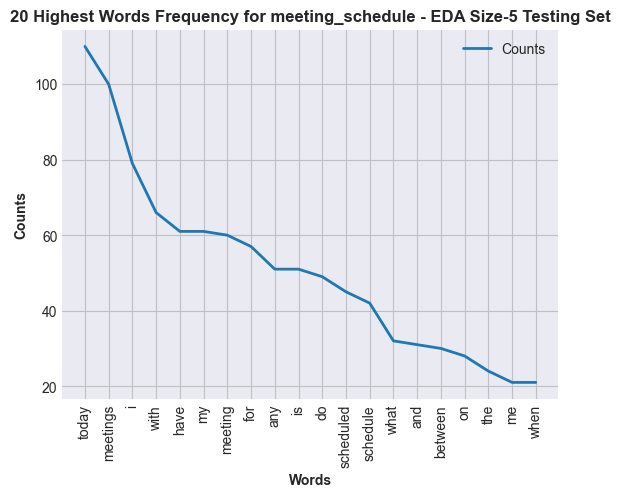 20 Highest Words Frequency for meeting_schedule - EDA Size-5 Testing Set
Counts
100
80
60
40
20
Counts
today
meetings
i
with
have
my
meeting
for
any
is
do
scheduled
schedule
what
and
between
on
the
me
when
Words